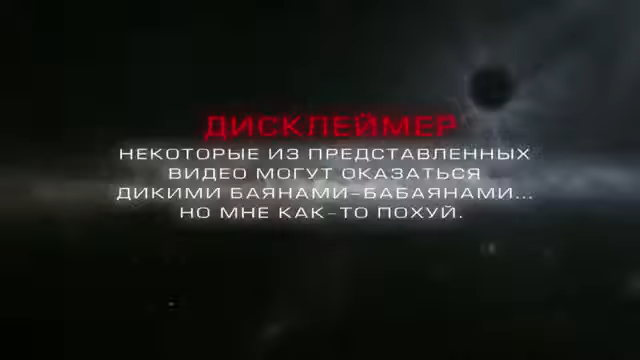 ДИСКЛЕЙМЕР
НЕКОТОРЫЕ ИЗ ПРЕДСТАВЛЕННЫХ
ВИДЕО МОГУТ ОКАЗАТЬСЯ
ДИКИМИ БАЯНАМИ-БАБАЯНАМИ...
НО МНЕ КАК-ТО ПОХУЙ.